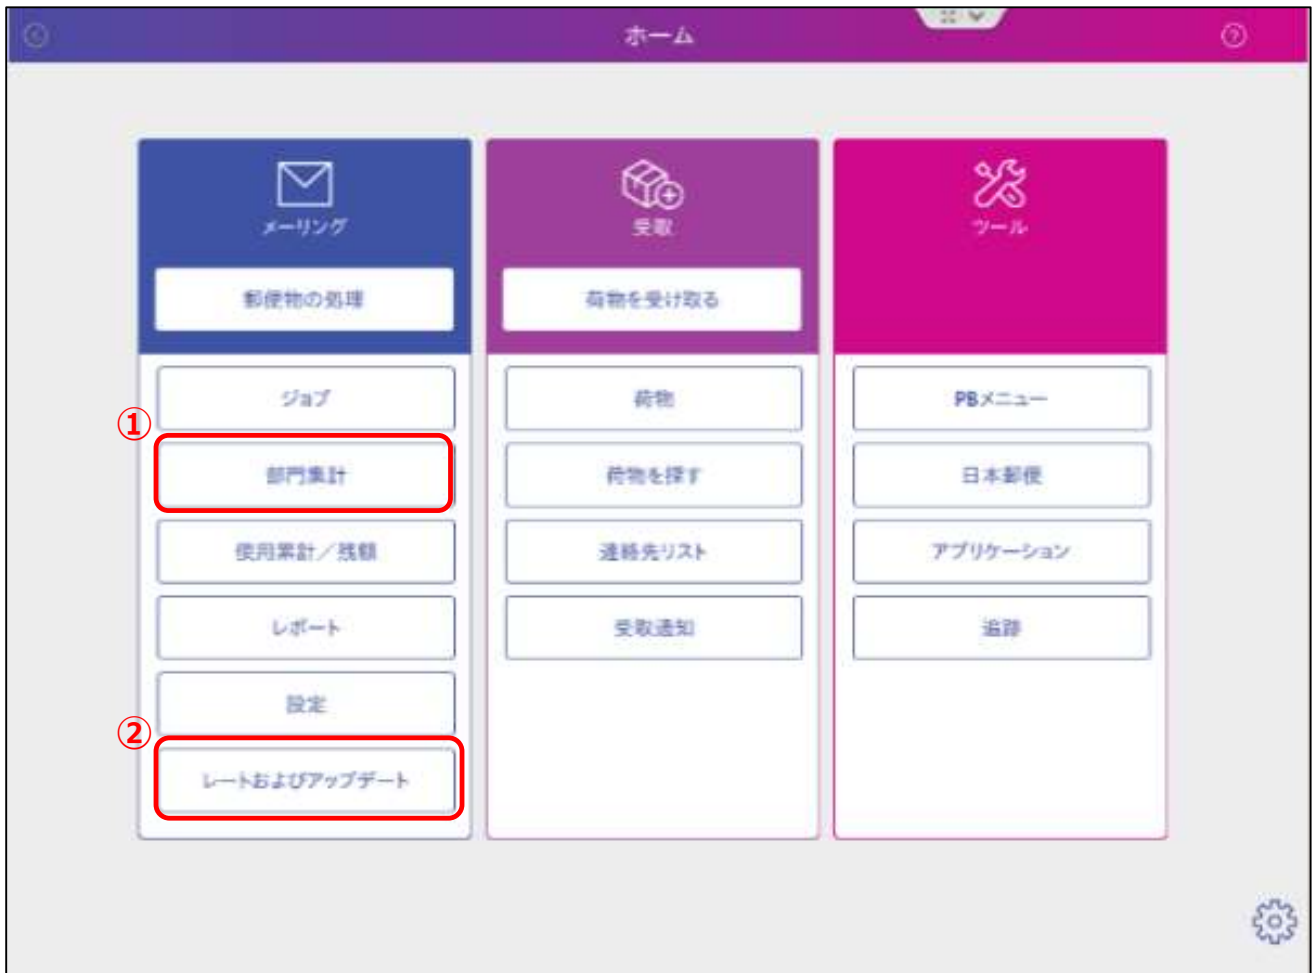 ホーム
メーリング
郵便物の処理
ジョブ
①
部門集計
使用累計／残額
レポート
設定
②
レートおよびアップデート
受取
荷物を受け取る
荷物
荷物を探す
連絡先リスト
受取通知
ツール
PBメニュー
日本郵便
アプリケーション
追跡